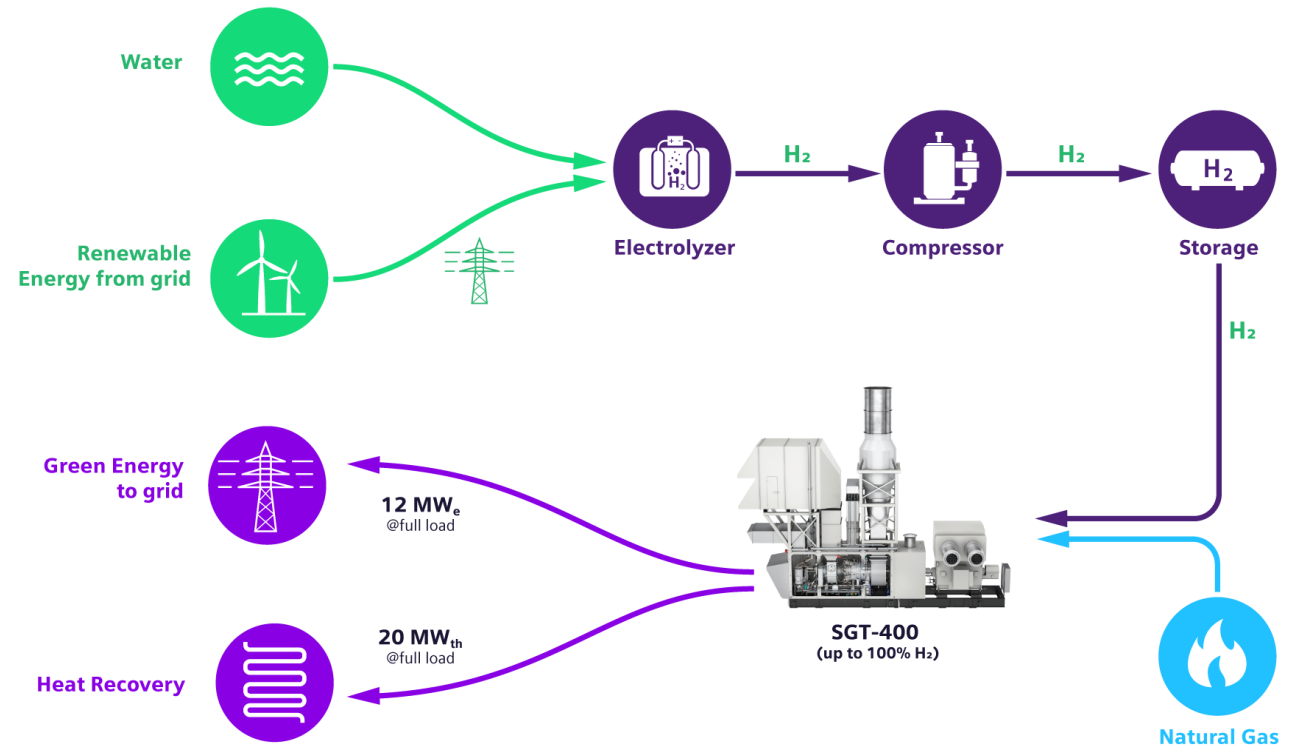 Water
Renewable
Energy from grid
H₂
Electrolyzer
H₂
Compressor
H₂
H₂
Storage
H₂
Green Energy
to grid
12 MWₑ
@full load
20 MWₜₕ
@full load
Heat Recovery
SGT-400
(up to 100% H₂)
Natural Gas